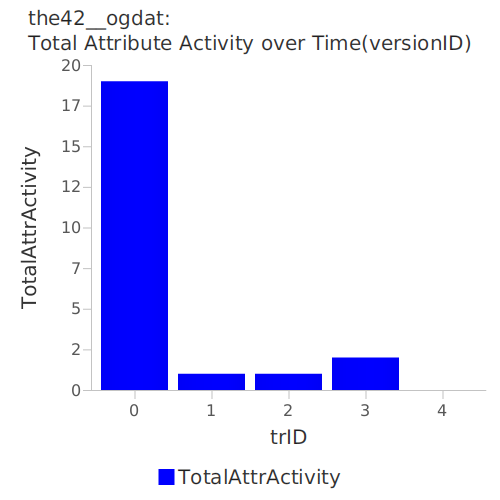 the42__ogdat:
Total Attribute Activity over Time(versionID)
TotalAttrActivity
20
17
15
12
10
7
5
2
0
0 1 2 3 4
trID
TotalAttrActivity